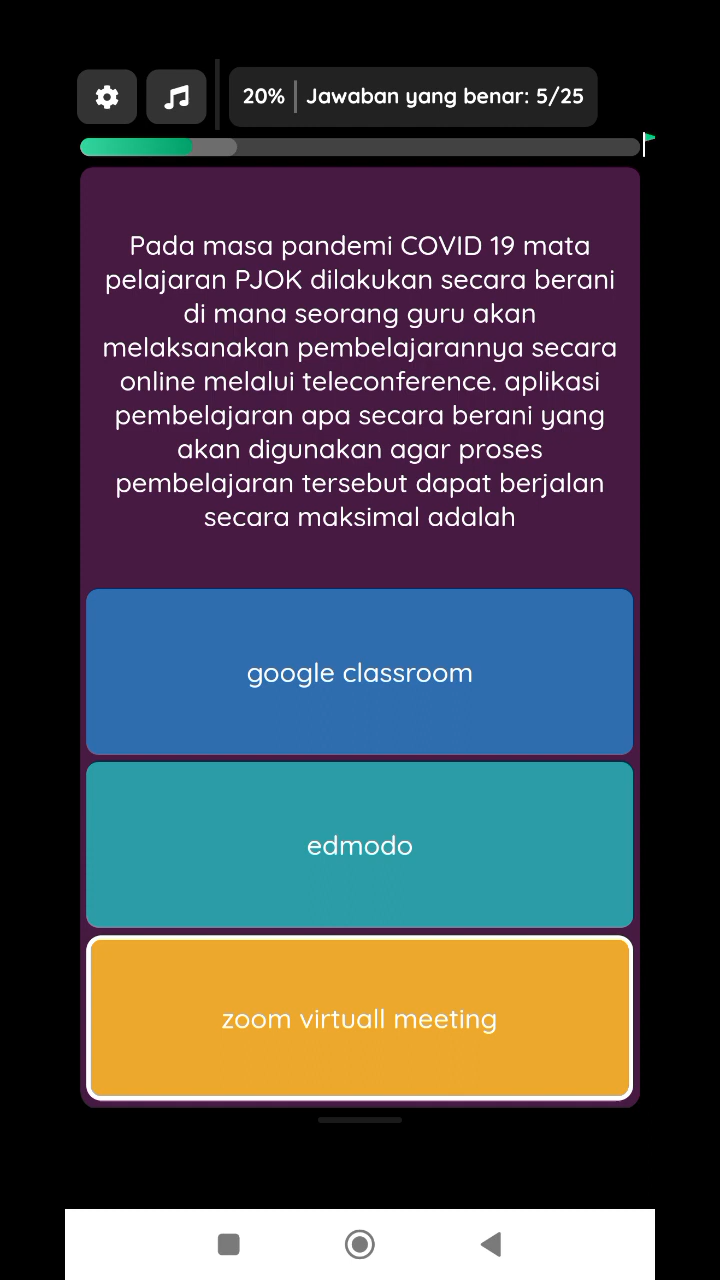 20% | Jawaban yang benar: 5/25
Pada masa pandemi COVID 19 mata
pelajaran PJOK dilakukan secara berani
di mana seorang guru akan
melaksanakan pembelajarannya secara
online melalui teleconference. aplikasi
pembelajaran apa secara berani yang
akan digunakan agar proses
pembelajaran tersebut dapat berjalan
secara maksimal adalah
google classroom
edmodo
zoom virtuall meeting